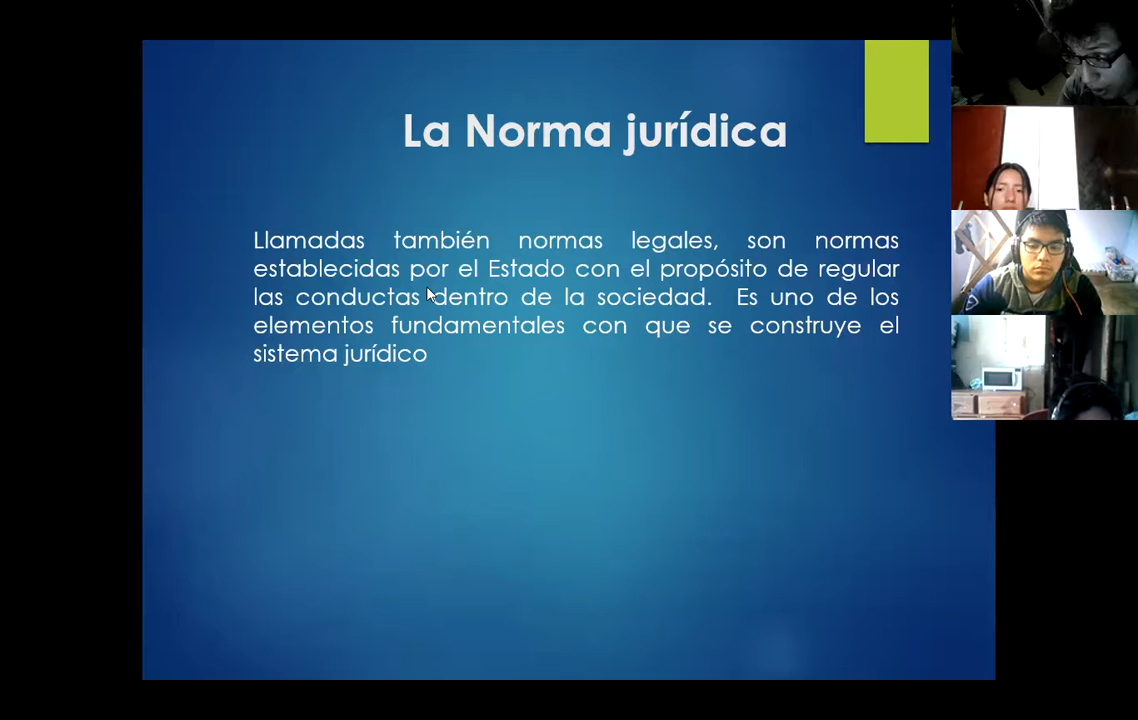 La Norma jurídica
Llamadas también normas legales, son normas
establecidas por el Estado con el propósito de regular
las conductas dentro de la sociedad. Es uno de los
elementos fundamentales con que se construye el
sistema jurídico